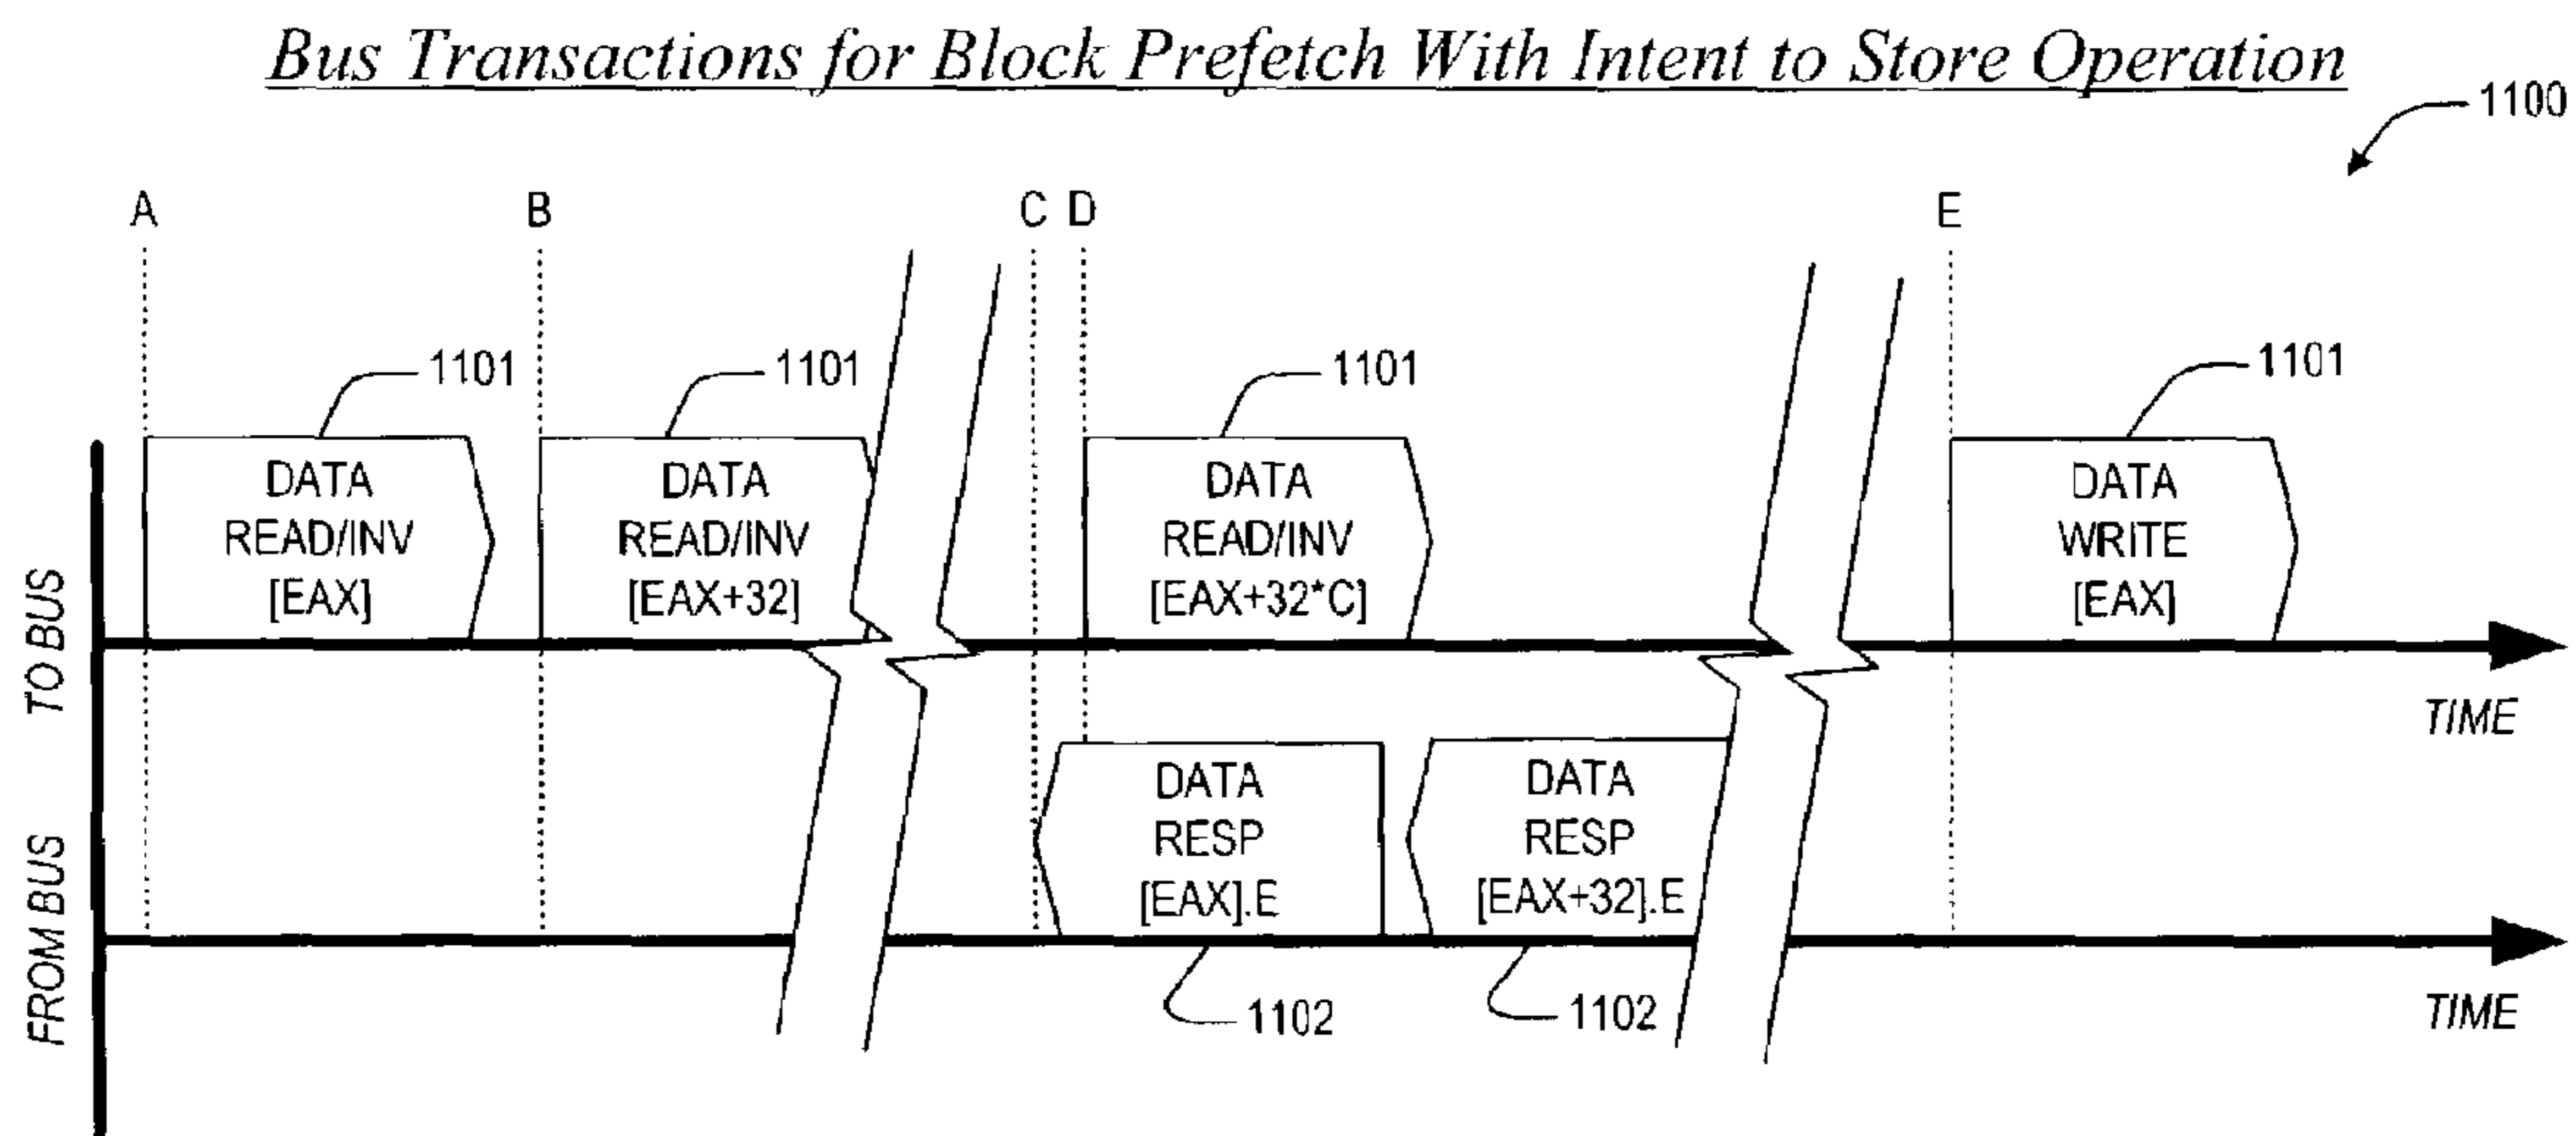 Bus Transactions for Block Prefetch With Intent to Store Operation
1100
A
B
C
D
E
1101
1101
1101
1101
TO BUS
DATA
READ/INV
[EAX]
DATA
READ/INV
[EAX+32]
DATA
READ/INV
[EAX+32*C]
DATA
WRITE
[EAX]
TIME
FROM BUS
DATA
RESP
[EAX].E
DATA
RESP
[EAX+32].E
1102
1102
TIME